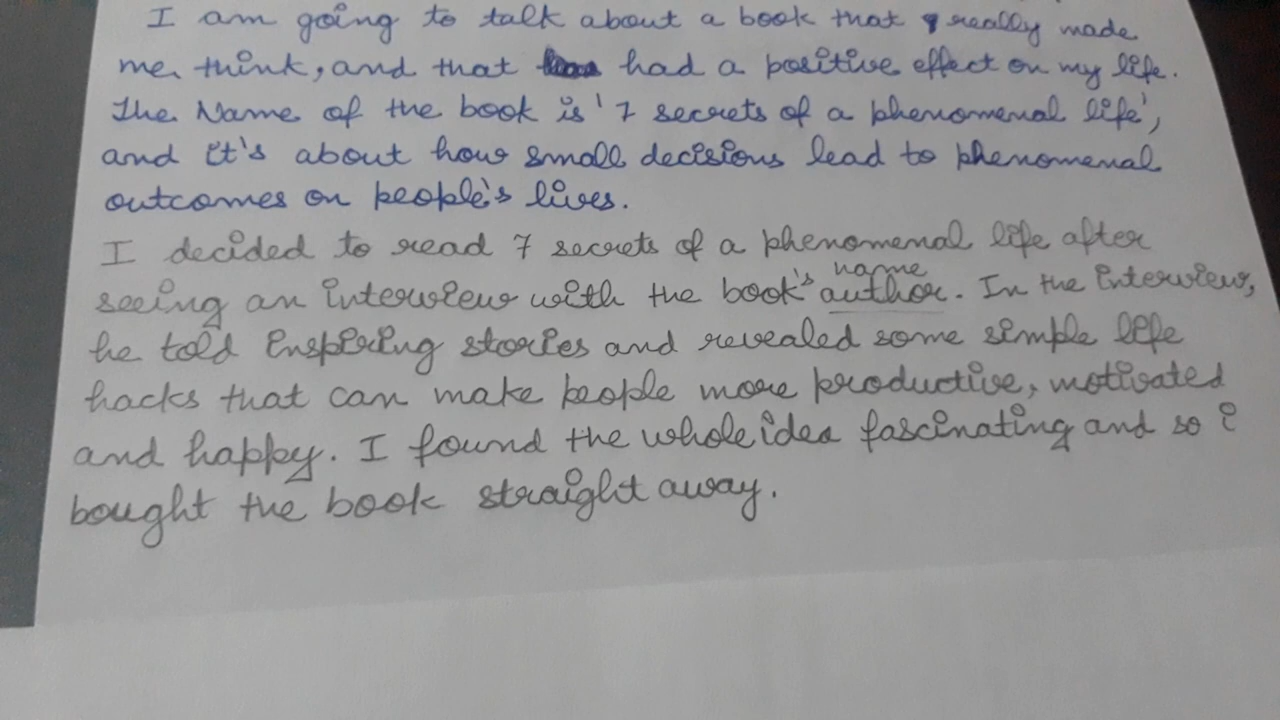 I am going to talk about a book that really made
me think, and that had a positive effect on my life.
The Name of the book is '7 secrets of a phenomenal life',
and it's about how small decisions lead to phenomenal
outcomes on people's lives.
I decided to read 7 secrets of a phenomenal life after
name
seeing an interview with the book's author. In the interview,
he told inspiring stories and revealed some simple life
hacks that can make people more productive, motivated
and happy. I found the whole idea fascinating and so i
bought the book straight away.